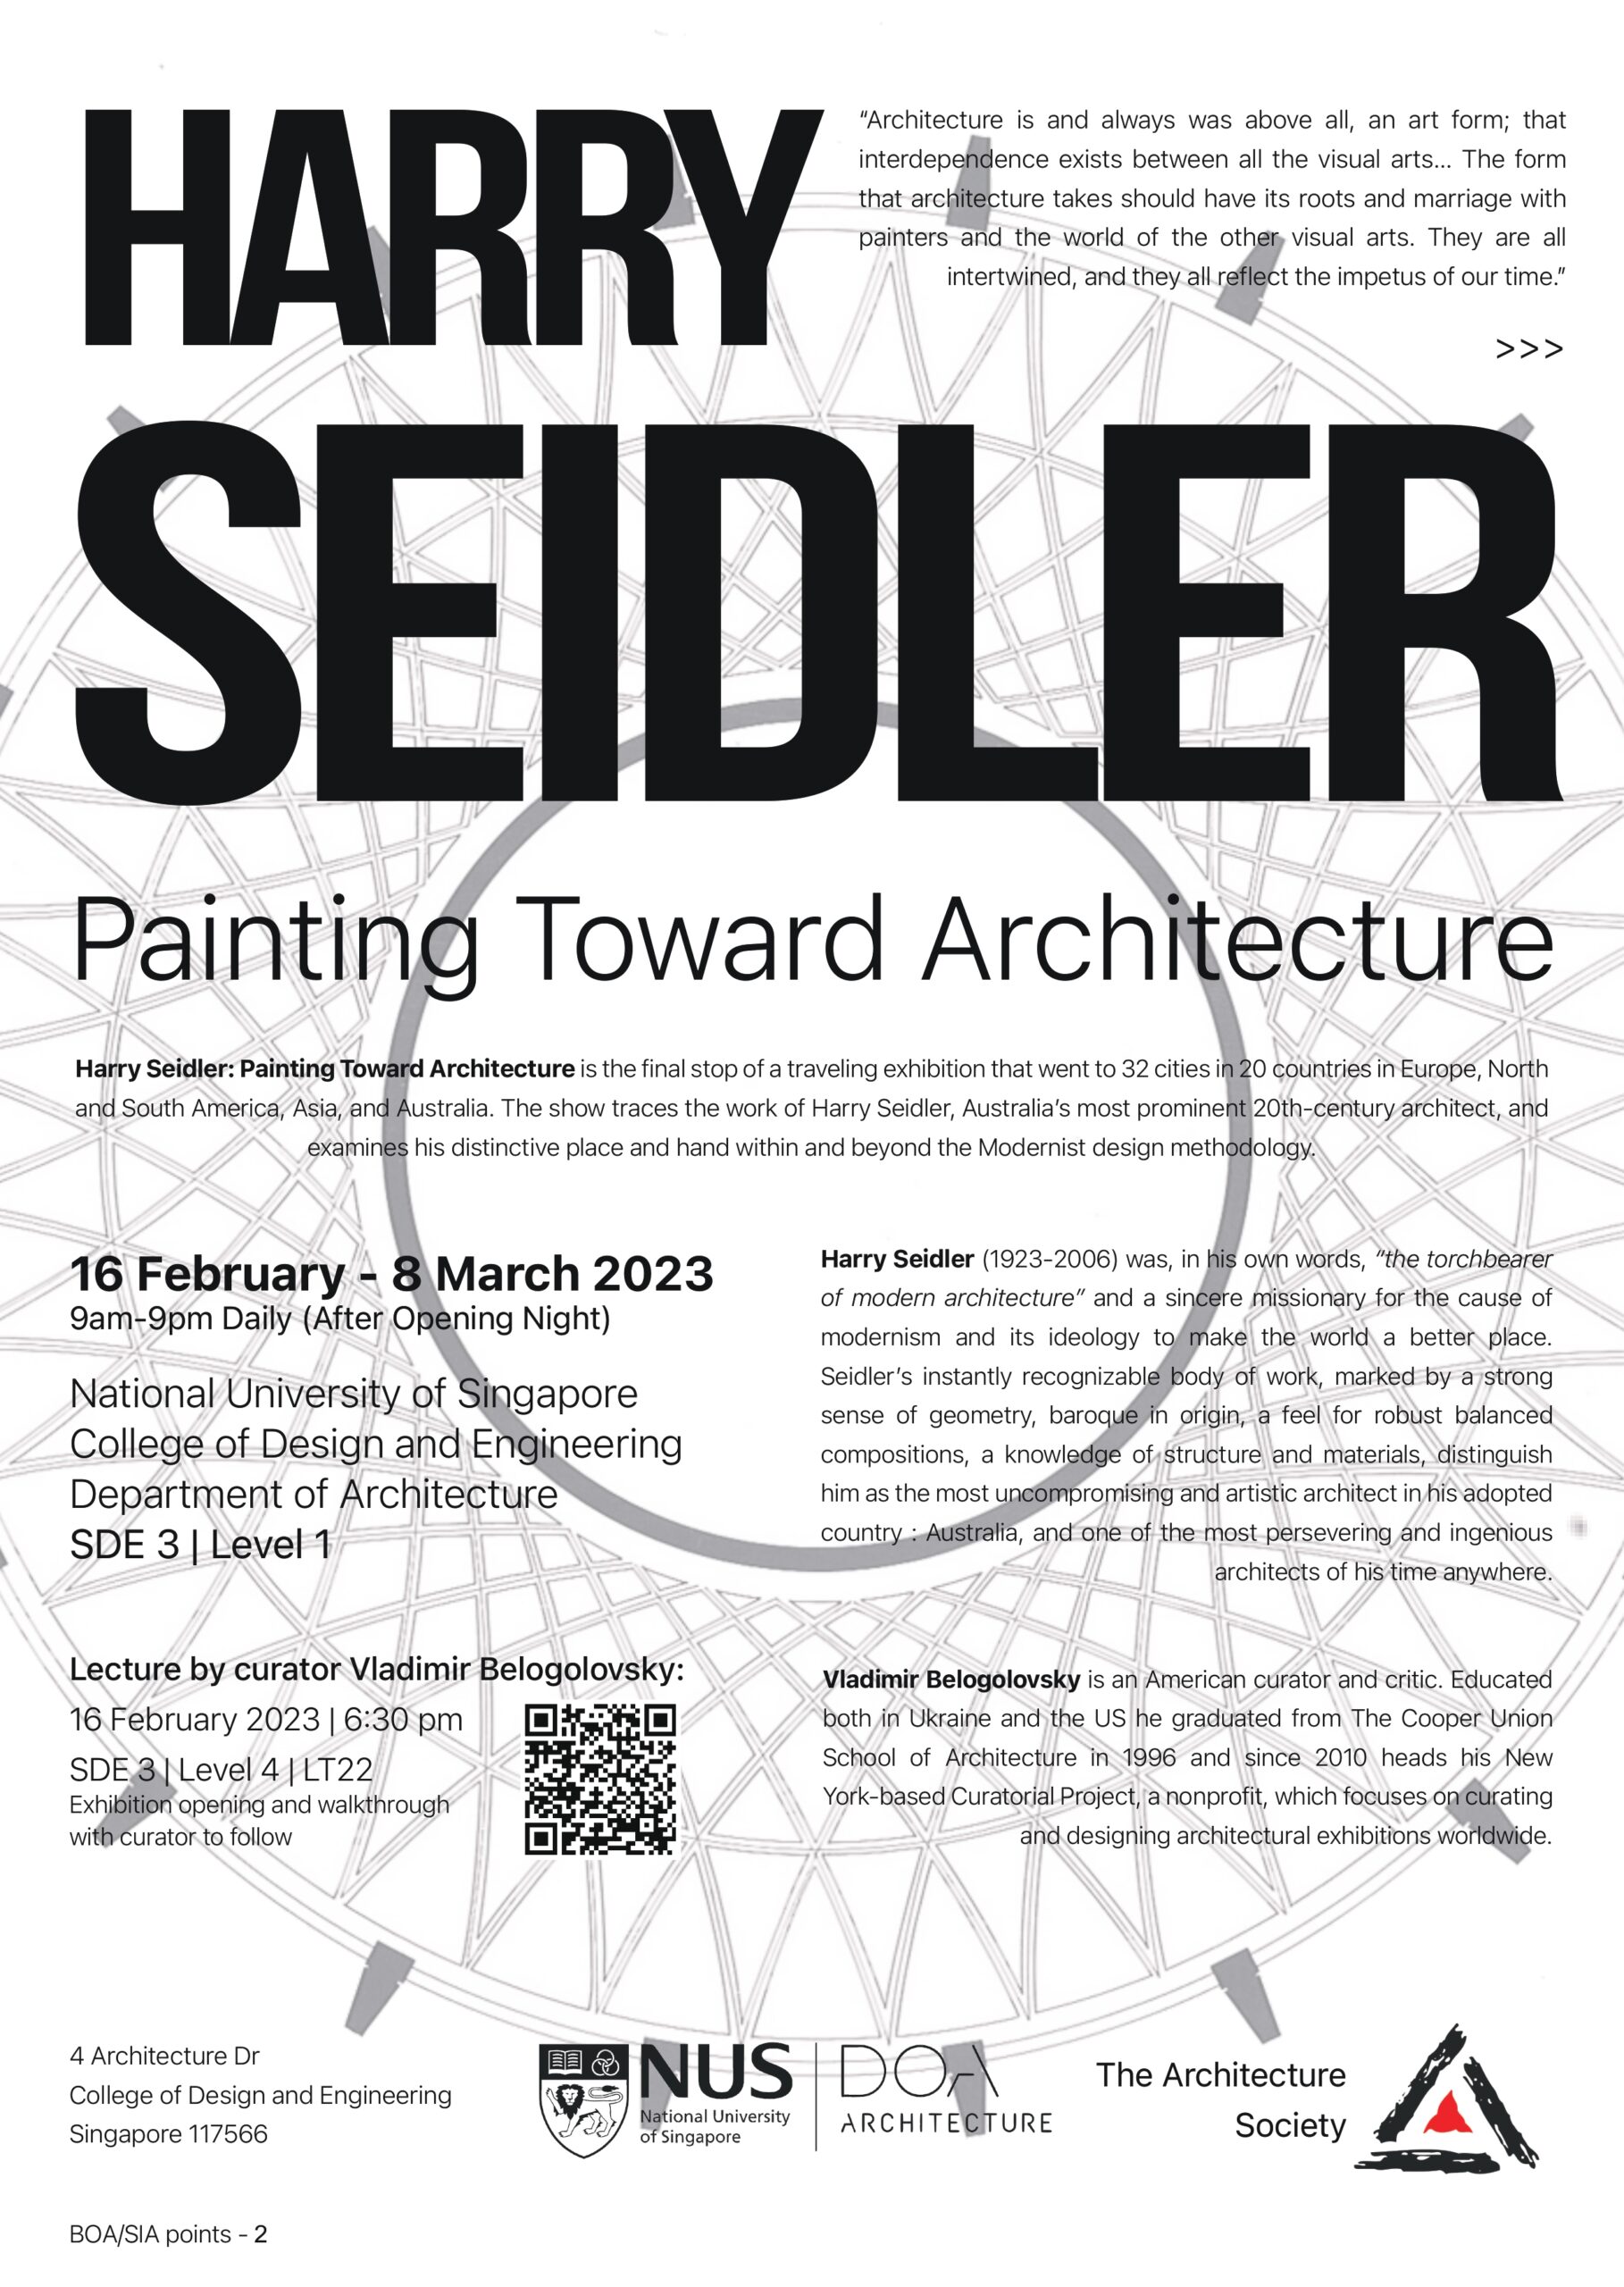 HARRY
“Architecture is and always was above all, an art form; that
interdependence exists between all the visual arts... The form
that architecture takes should have its roots and marriage with
painters and the world of the other visual arts. They are all
intertwined, and they all reflect the impetus of our time.”
>>>
SEIDLER
Painting Toward Architecture
Harry Seidler: Painting Toward Architecture is the final stop of a traveling exhibition that went to 32 cities in 20 countries in Europe, North
and South America, Asia, and Australia. The show traces the work of Harry Seidler, Australia’s most prominent 20th-century architect, and
examines his distinctive place and hand within and beyond the Modernist design methodology.
16 February - 8 March 2023
9am-9pm Daily (After Opening Night)
National University of Singapore
College of Design and Engineering
Department of Architecture
SDE 3 | Level 1
Harry Seidler (1923-2006) was, in his own words, “the torchbearer
of modern architecture” and a sincere missionary for the cause of
modernism and its ideology to make the world a better place.
Seidler’s instantly recognizable body of work, marked by a strong
sense of geometry, baroque in origin, a feel for robust balanced
compositions, a knowledge of structure and materials, distinguish
him as the most uncompromising and artistic architect in his adopted
country : Australia, and one of the most persevering and ingenious
architects of his time anywhere.
Lecture by curator Vladimir Belogolovsky:
16 February 2023 | 6:30 pm
SDE 3 | Level 4 | LT22
Exhibition opening and walkthrough
with curator to follow
Vladimir Belogolovsky is an American curator and critic. Educated
both in Ukraine and the US he graduated from The Cooper Union
School of Architecture in 1996 and since 2010 heads his New
York-based Curatorial Project, a nonprofit, which focuses on curating
and designing architectural exhibitions worldwide.
4 Architecture Dr
College of Design and Engineering
Singapore 117566
NUS
National University
of Singapore
DOA
ARCHITECTURE
The Architecture
Society
BOA/SIA points - 2